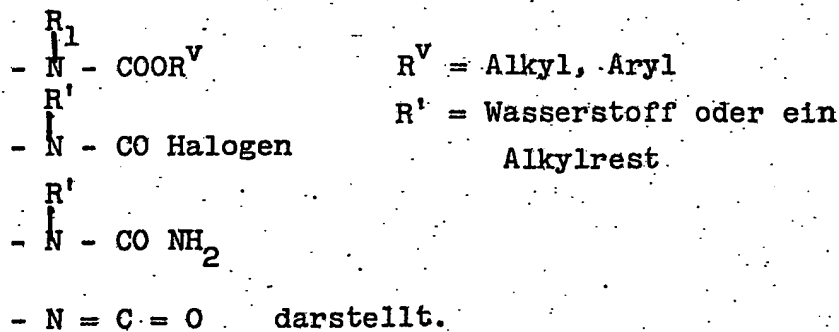 R1
- N - COOR^V R^V = Alkyl, Aryl
R' R' = Wasserstoff oder ein
- N - CO Halogen Alkylrest
R'
- N - CO NH2
- N = C = O darstellt.